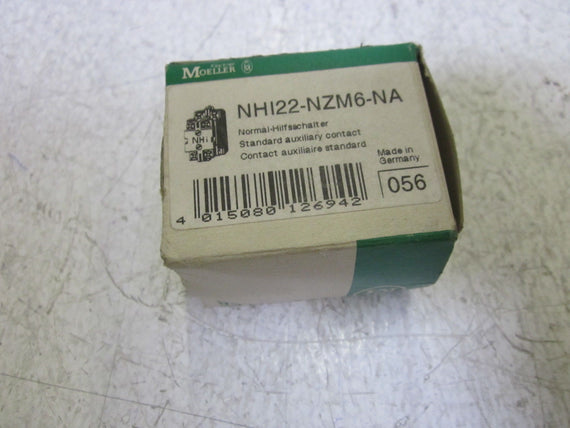 MOELLER
NHI22-NZM6-NA
NHI
Normal-Hilfsschalter
Standard auxiliary contact
Contact auxiliaire standard
Made in
Germany
056
4 015080 126942